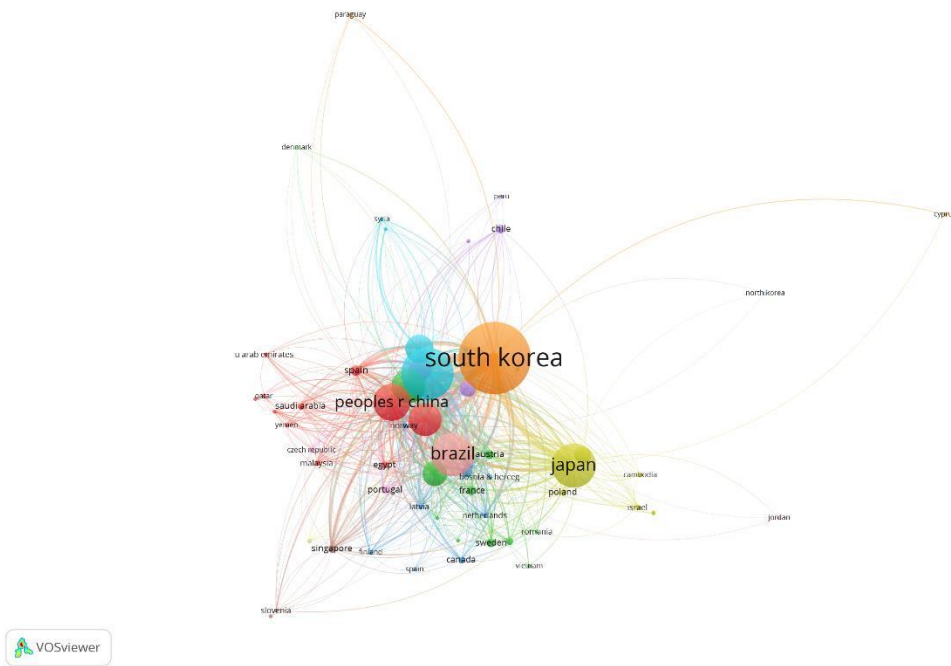 paraguay
denmark
peru
syria
chile
cypru
north korea
south korea
u arab emirates
spain
qatar
saudi arabia
peoples r china
yemen
norway
czech republic
malaysia
egypt
brazil
austria
japan
bosnia & herceg
cambodia
portugal
france
poland
latvia
netherlands
israel
jordan
romania
singapore
finland
sweden
canada
vietnam
spain
slovenia
VOSviewer